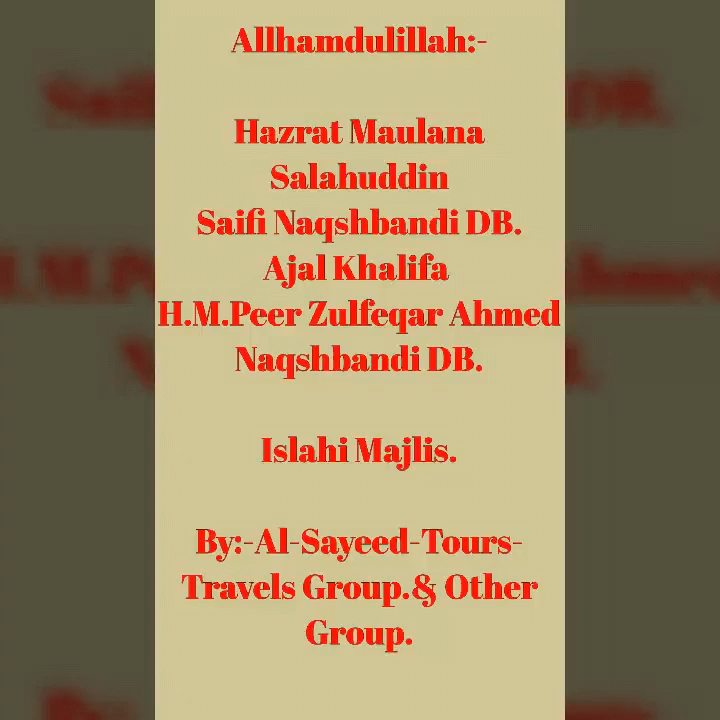 Allhamdulillah:-
Hazrat Maulana
Salahuddin
Saifi Naqshbandi DB.
Ajal Khalifa
H.M.Peer Zulfeqar Ahmed
Naqshbandi DB.
Islahi Majlis.
By:-Al-Sayeed-Tours-
Travels Group.& Other
Group.